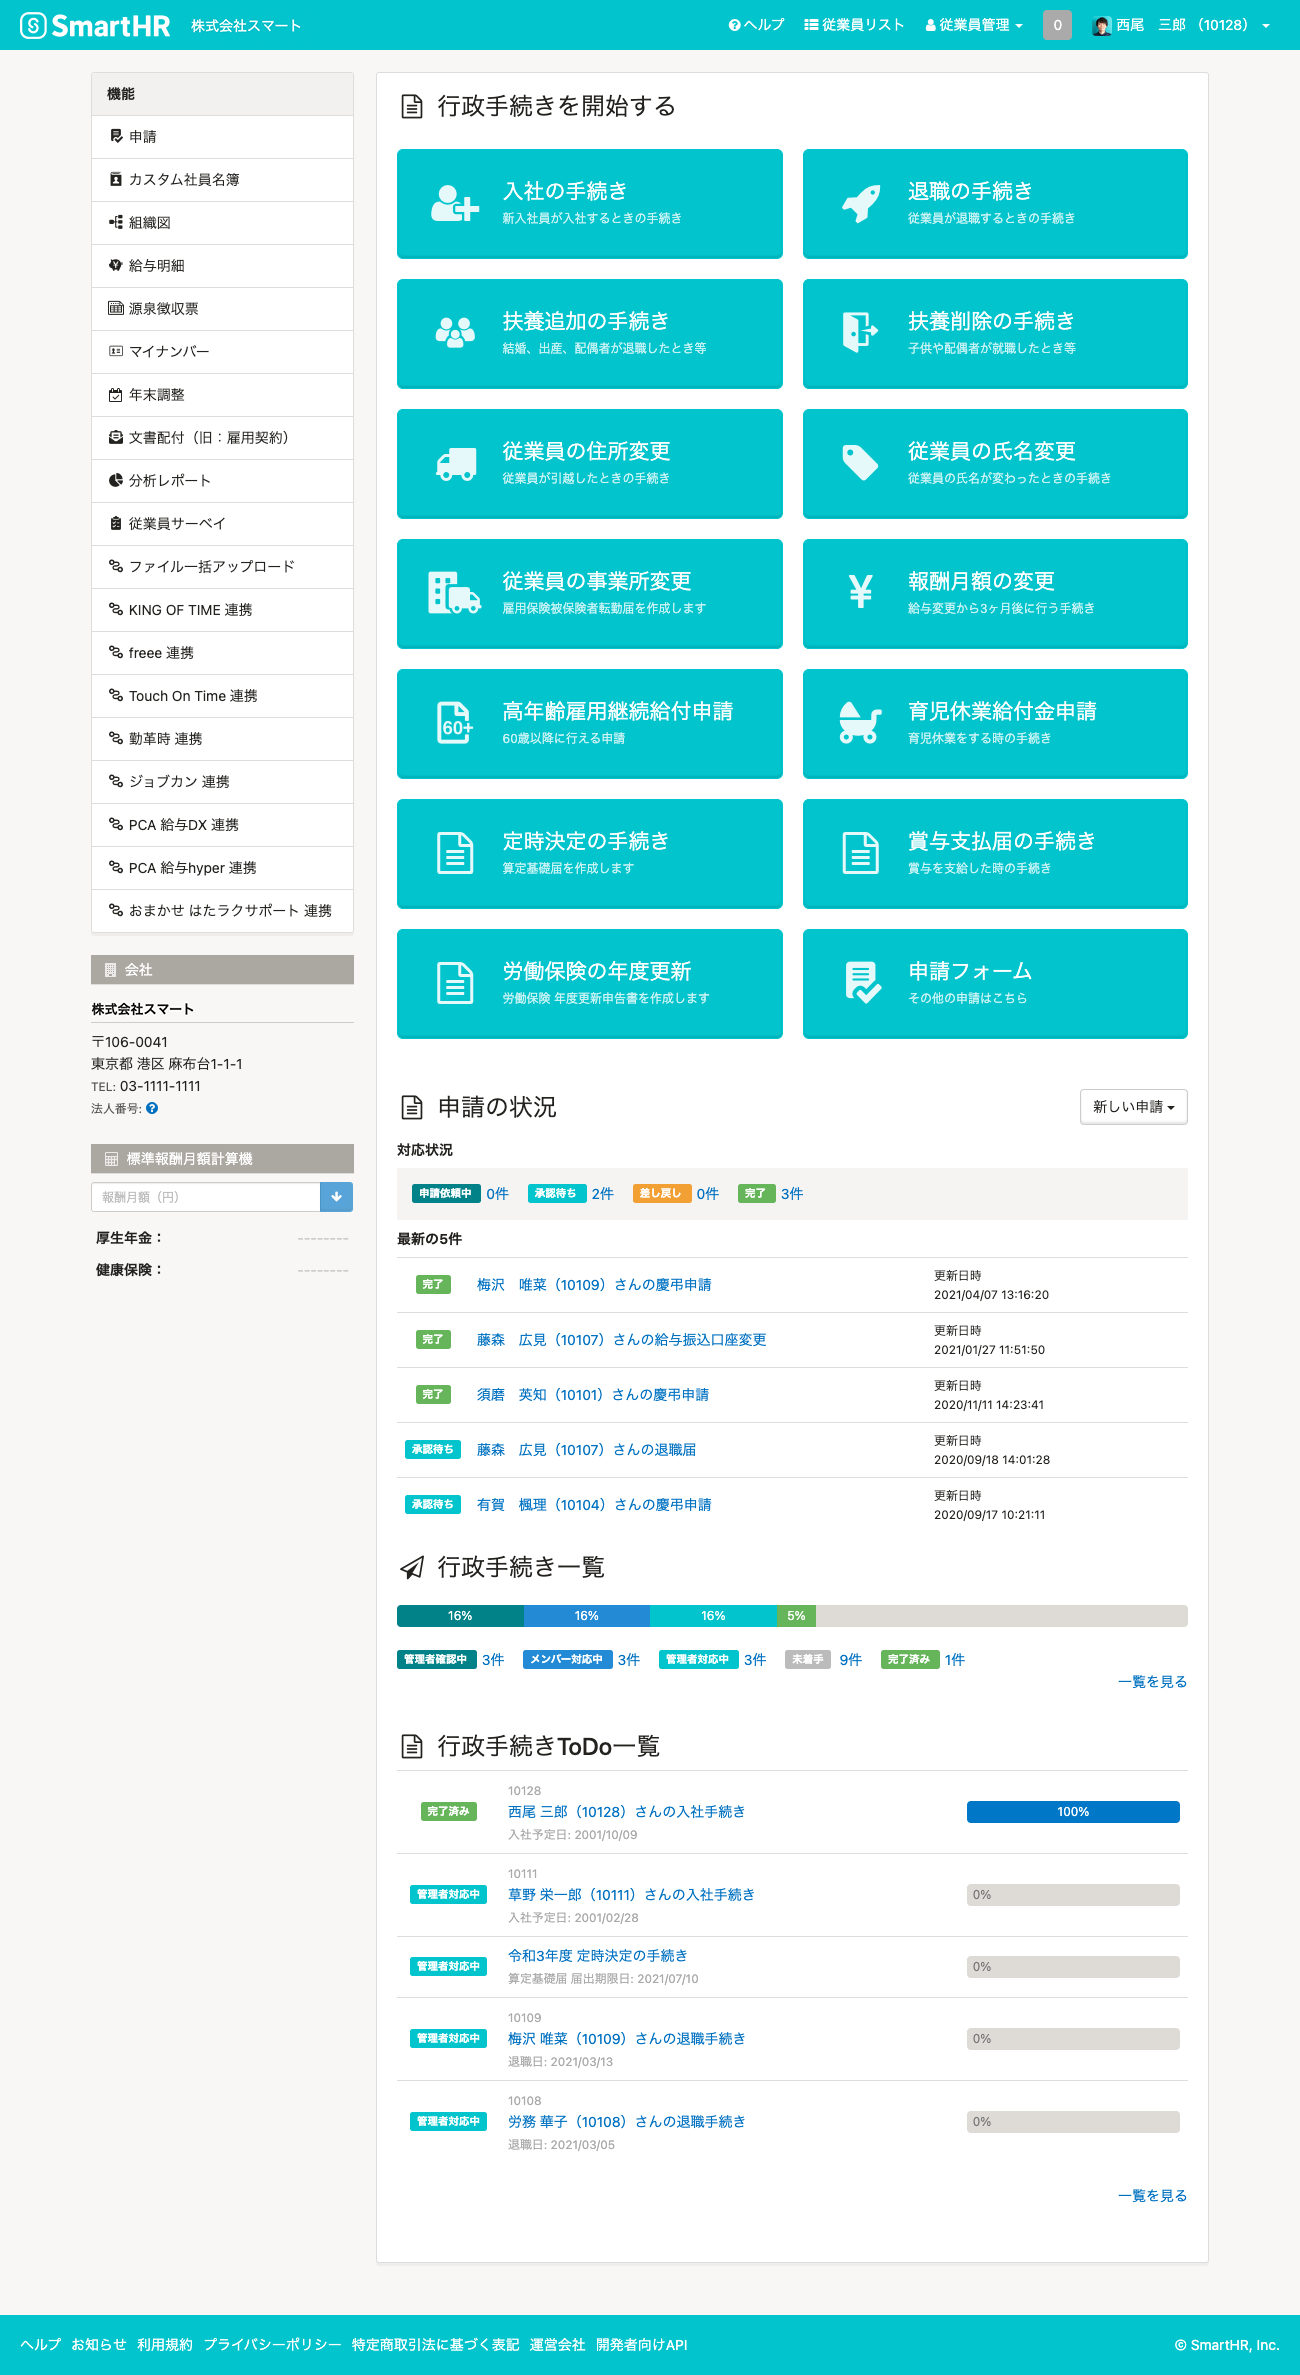 SmartHR 株式会社スマート ヘルプ 従業員リスト 従業員管理 0 西尾　三郎 （10128）
機能
申請
カスタム社員名簿
組織図
給与明細
源泉徴収票
マイナンバー
年末調整
文書配付（旧：雇用契約）
分析レポート
従業員サーベイ
ファイル一括アップロード
KING OF TIME 連携
freee 連携
Touch On Time 連携
勤革時 連携
ジョブカン 連携
PCA 給与DX 連携
PCA 給与hyper 連携
おまかせ はたラクサポート 連携
会社
株式会社スマート
〒106-0041
東京都 港区 麻布台1-1-1
TEL: 03-1111-1111
法人番号:
標準報酬月額計算機
報酬月額（円）
厚生年金： --------
健康保険： --------
行政手続きを開始する
入社の手続き
新入社員が入社するときの手続き
退職の手続き
従業員が退職するときの手続き
扶養追加の手続き
結婚、出産、配偶者が退職したとき等
扶養削除の手続き
子供や配偶者が就職したとき等
従業員の住所変更
従業員が引越したときの手続き
従業員の氏名変更
従業員の氏名が変わったときの手続き
従業員の事業所変更
雇用保険被保険者転勤届を作成します
¥
報酬月額の変更
給与変更から3ヶ月後に行う手続き
60+
高年齢雇用継続給付申請
60歳以降に行える申請
育児休業給付金申請
育児休業をする時の手続き
定時決定の手続き
算定基礎届を作成します
賞与支払届の手続き
賞与を支給した時の手続き
労働保険の年度更新
労働保険 年度更新申告書を作成します
申請フォーム
その他の申請はこちら
申請の状況 新しい申請
対応状況
申請依頼中 0件 承認待ち 2件 差し戻し 0件 完了 3件
最新の5件
完了 梅沢　唯菜（10109）さんの慶弔申請
更新日時
2021/04/07 13:16:20
完了 藤森　広見（10107）さんの給与振込口座変更
更新日時
2021/01/27 11:51:50
完了 須磨　英知（10101）さんの慶弔申請
更新日時
2020/11/11 14:23:41
承認待ち 藤森　広見（10107）さんの退職届
更新日時
2020/09/18 14:01:28
承認待ち 有賀　楓理（10104）さんの慶弔申請
更新日時
2020/09/17 10:21:11
行政手続き一覧
16% 16% 16% 5%
管理者確認中 3件 メンバー対応中 3件 管理者対応中 3件 未着手 9件 完了済み 1件
一覧を見る
行政手続きToDo一覧
10128
完了済み 西尾 三郎（10128）さんの入社手続き 100%
入社予定日: 2001/10/09
10111
管理者対応中 草野 栄一郎（10111）さんの入社手続き 0%
入社予定日: 2001/02/28
令和3年度 定時決定の手続き
管理者対応中 0%
算定基礎届 届出期限日: 2021/07/10
10109
管理者対応中 梅沢 唯菜（10109）さんの退職手続き 0%
退職日: 2021/03/13
10108
管理者対応中 労務 華子（10108）さんの退職手続き 0%
退職日: 2021/03/05
一覧を見る
ヘルプ お知らせ 利用規約 プライバシーポリシー 特定商取引法に基づく表記 運営会社 開発者向けAPI © SmartHR, Inc.